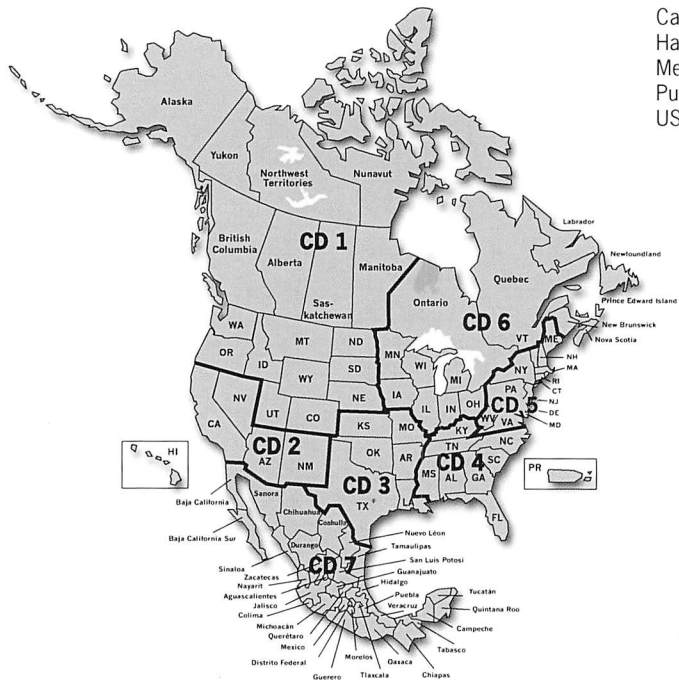 Ca
Ha
Me
Pu
US
Alaska
Yukon
Northwest
Territories
Nunavut
British
Columbia
Alberta
CD 1
Sas-
katchewan
Manitoba
Ontario
Quebec
CD 6
Labrador
Newfoundland
Prince Edward Island
New Brunswick
Nova Scotia
WA
OR
ID
MT
ND
SD
WY
NE
UT
CO
MN
WI
MI
IA
IL
IN
OH
VT
ME
NH
MA
NY
RI
CT
PA
NJ
DE
MD
CD 5
WV
VA
KY
NV
CA
CD 2
AZ
NM
KS
MO
OK
AR
CD 3
TX
LA
TN
NC
SC
MS
AL
GA
CD 4
FL
HI
PR
Baja California
Baja California Sur
Sanora
Chihuahua
Coahulla
Durango
CD 7
Nuevo Léon
Tamaulipas
San Luis Potosi
Guanajuato
Hidalgo
Puebla
Veracruz
Yucatán
Quintana Roo
Campeche
Tabasco
Chiapas
Oaxaca
Tlaxcala
Morelos
Guerero
Distrito Federal
Mexico
Querétaro
Michoacán
Colima
Jalisco
Aguascalientes
Nayarit
Zacatecas
Sinaloa